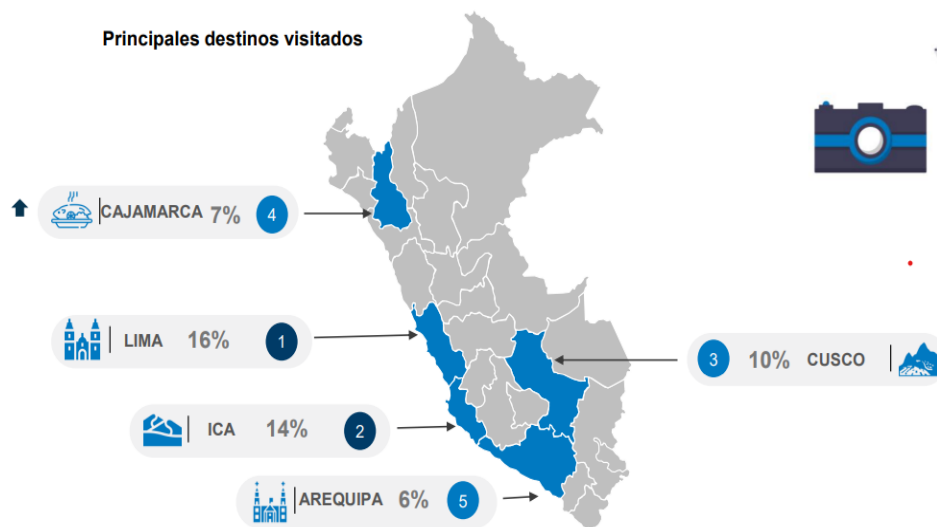 Principales destinos visitados
CAJAMARCA 7% 4
LIMA 16% 1
3 10% CUSCO
ICA 14% 2
AREQUIPA 6% 5